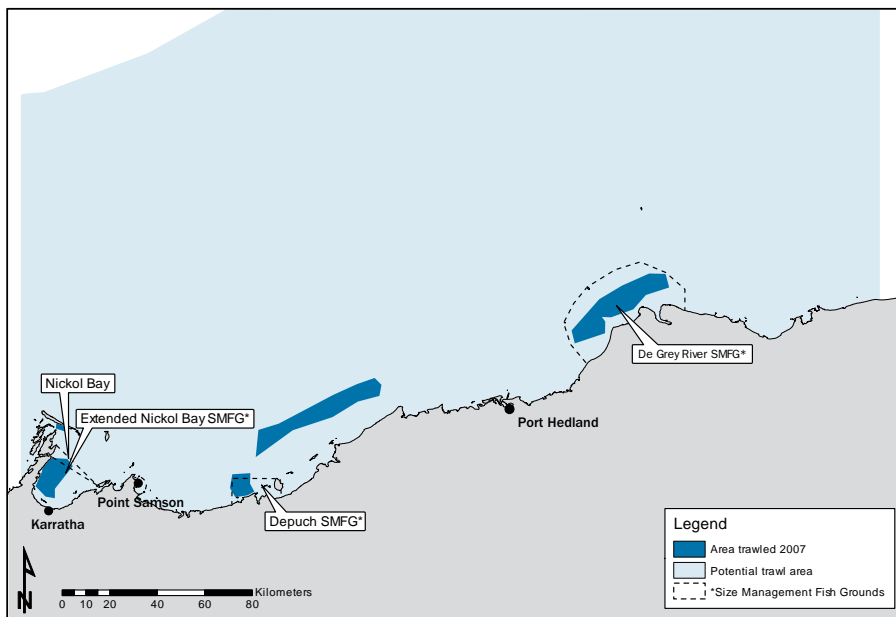 De Grey River SMFG*
Nickol Bay
Extended Nickol Bay SMFG*
Port Hedland
Point Samson
Depuch SMFG*
Karratha
N
Kilometers
0 10 20 40 60 80
Legend
Area trawled 2007
Potential trawl area
*Size Management Fish Grounds